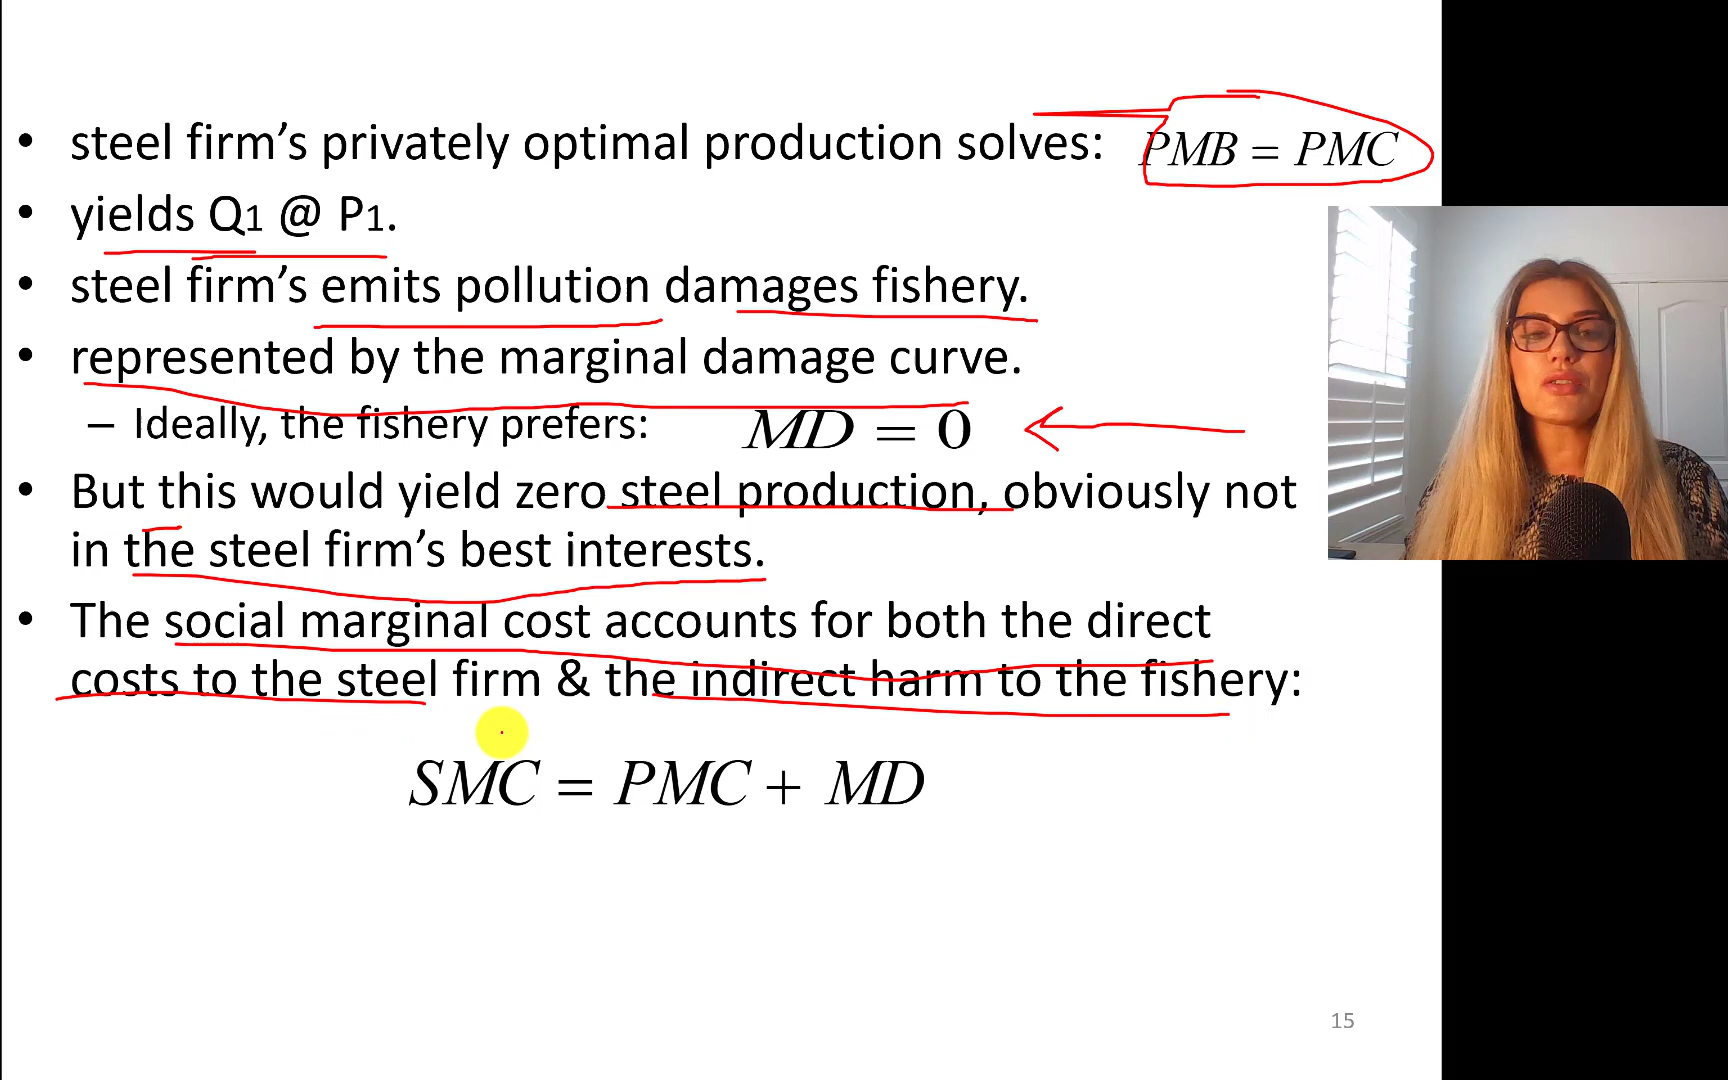 • steel firm’s privately optimal production solves: PMB = PMC
• yields Q1 @ P1.
• steel firm’s emits pollution damages fishery.
• represented by the marginal damage curve.
– Ideally, the fishery prefers: MD = 0
• But this would yield zero steel production, obviously not
in the steel firm’s best interests.
• The social marginal cost accounts for both the direct
costs to the steel firm & the indirect harm to the fishery:
SMC = PMC + MD
15